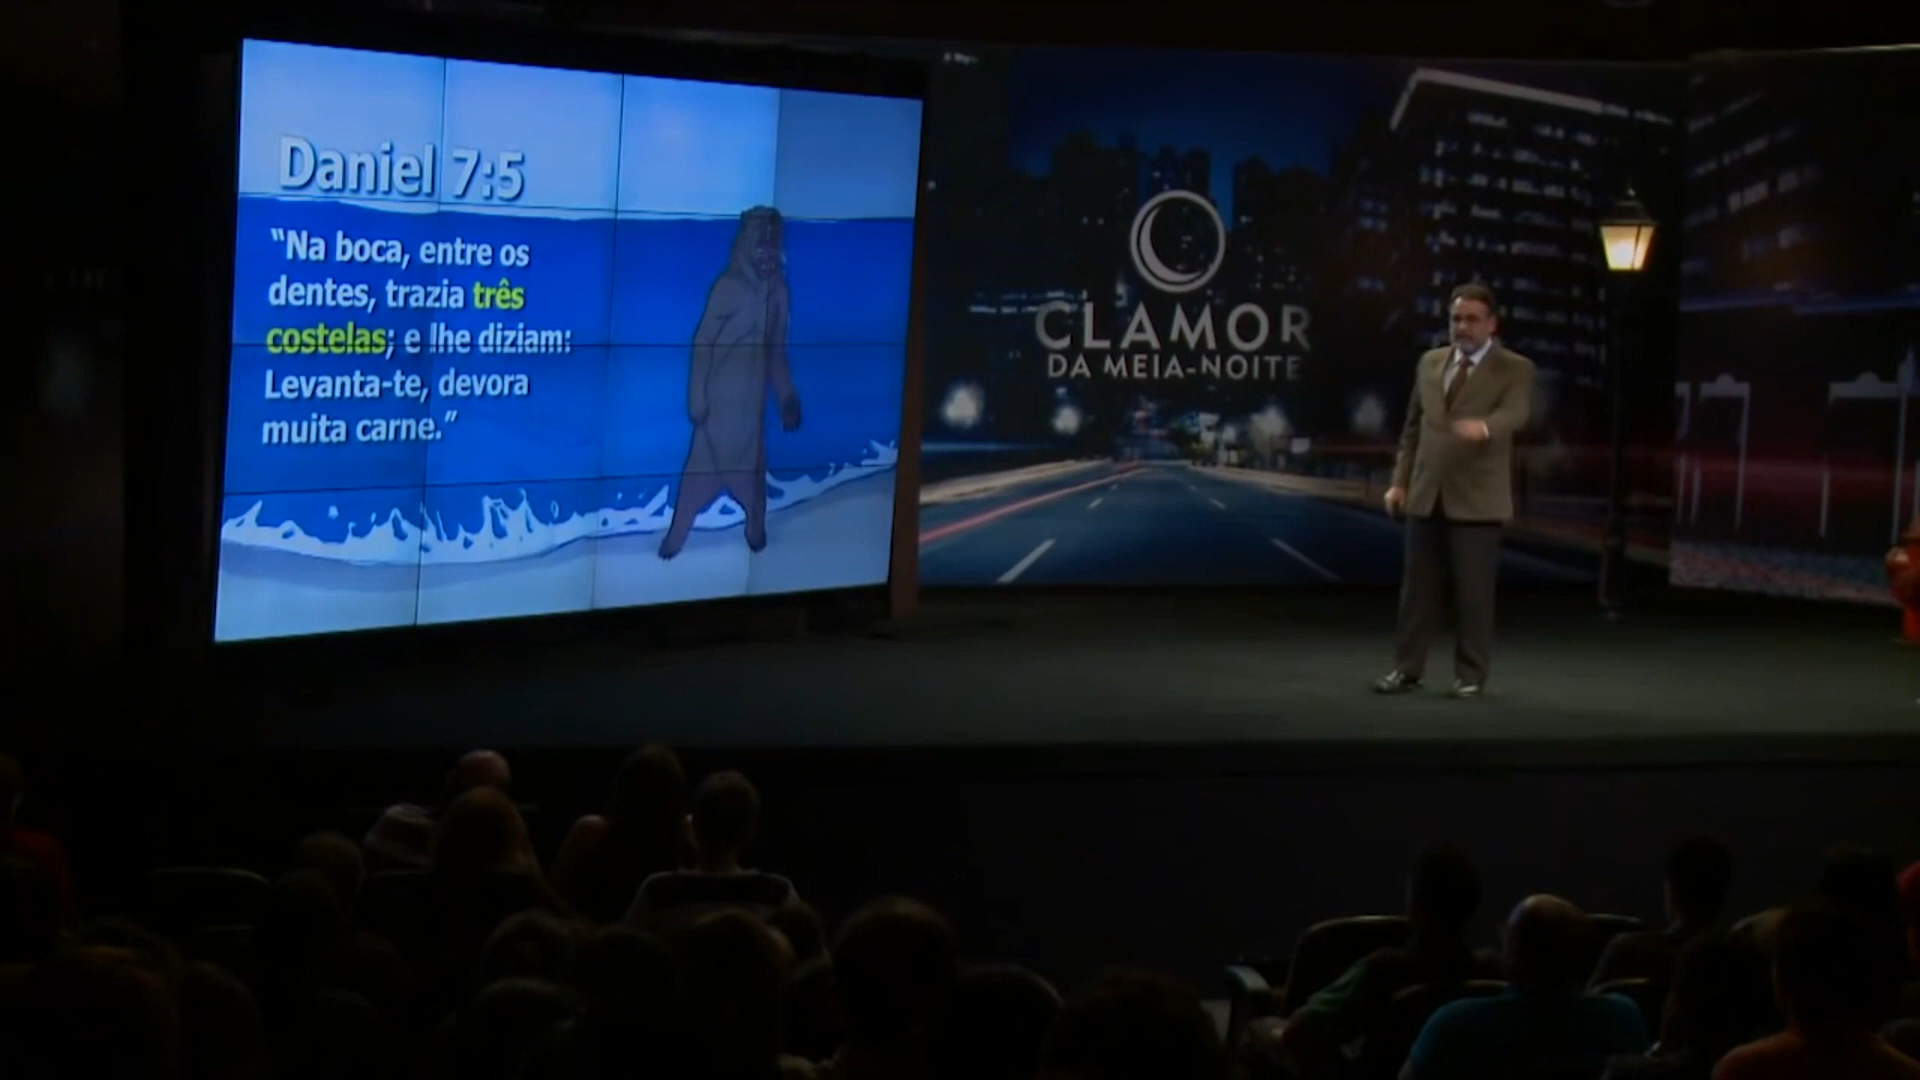 Daniel 7:5
“Na boca, entre os
dentes, trazia três
costelas; e lhe diziam:
Levanta-te, devora
muita carne.”
CLAMOR
DA MEIA-NOITE